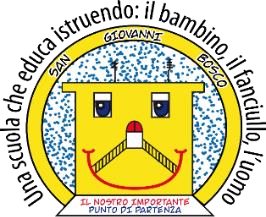 Una scuola che educa istruendo: il bambino, il fanciullo, l'uomo
SAN GIOVANNI BOSCO
IL NOSTRO IMPORTANTE
PUNTO DI PARTENZA